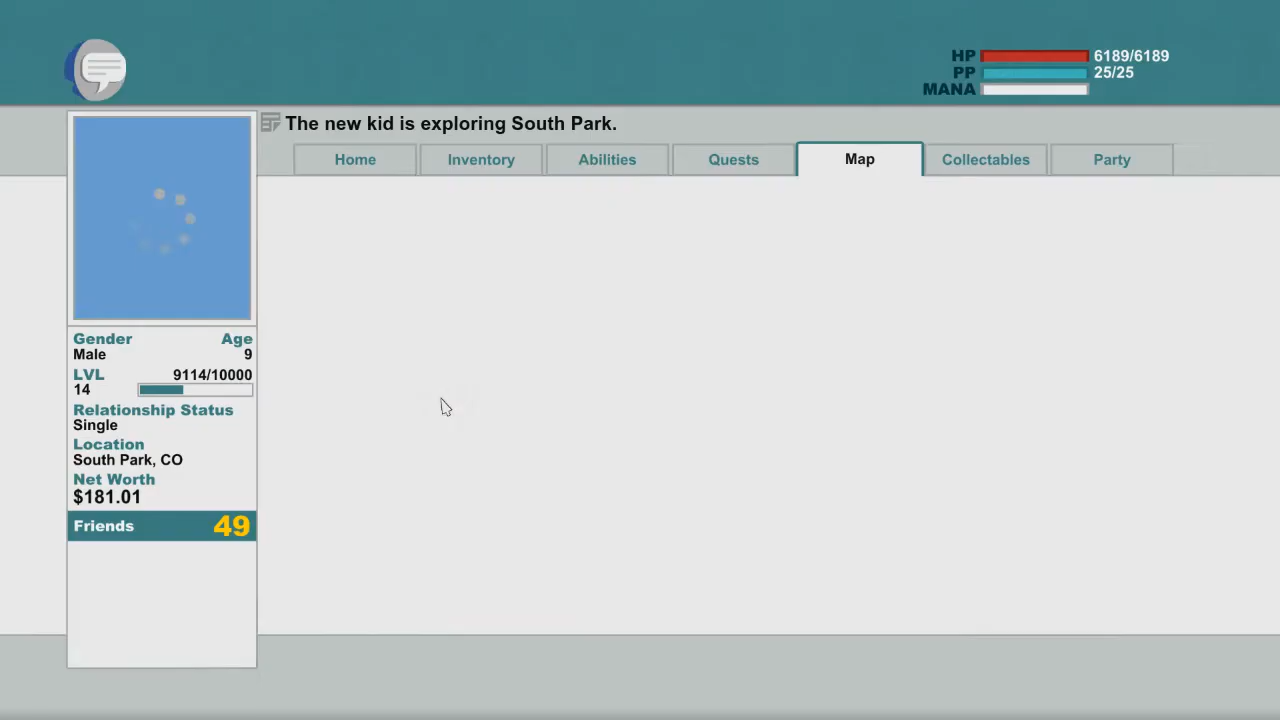 HP 6189/6189
PP 25/25
MANA
The new kid is exploring South Park.
Home Inventory Abilities Quests Map Collectables Party
Gender Age
Male 9
LVL 9114/10000
14
Relationship Status
Single
Location
South Park, CO
Net Worth
$181.01
Friends 49